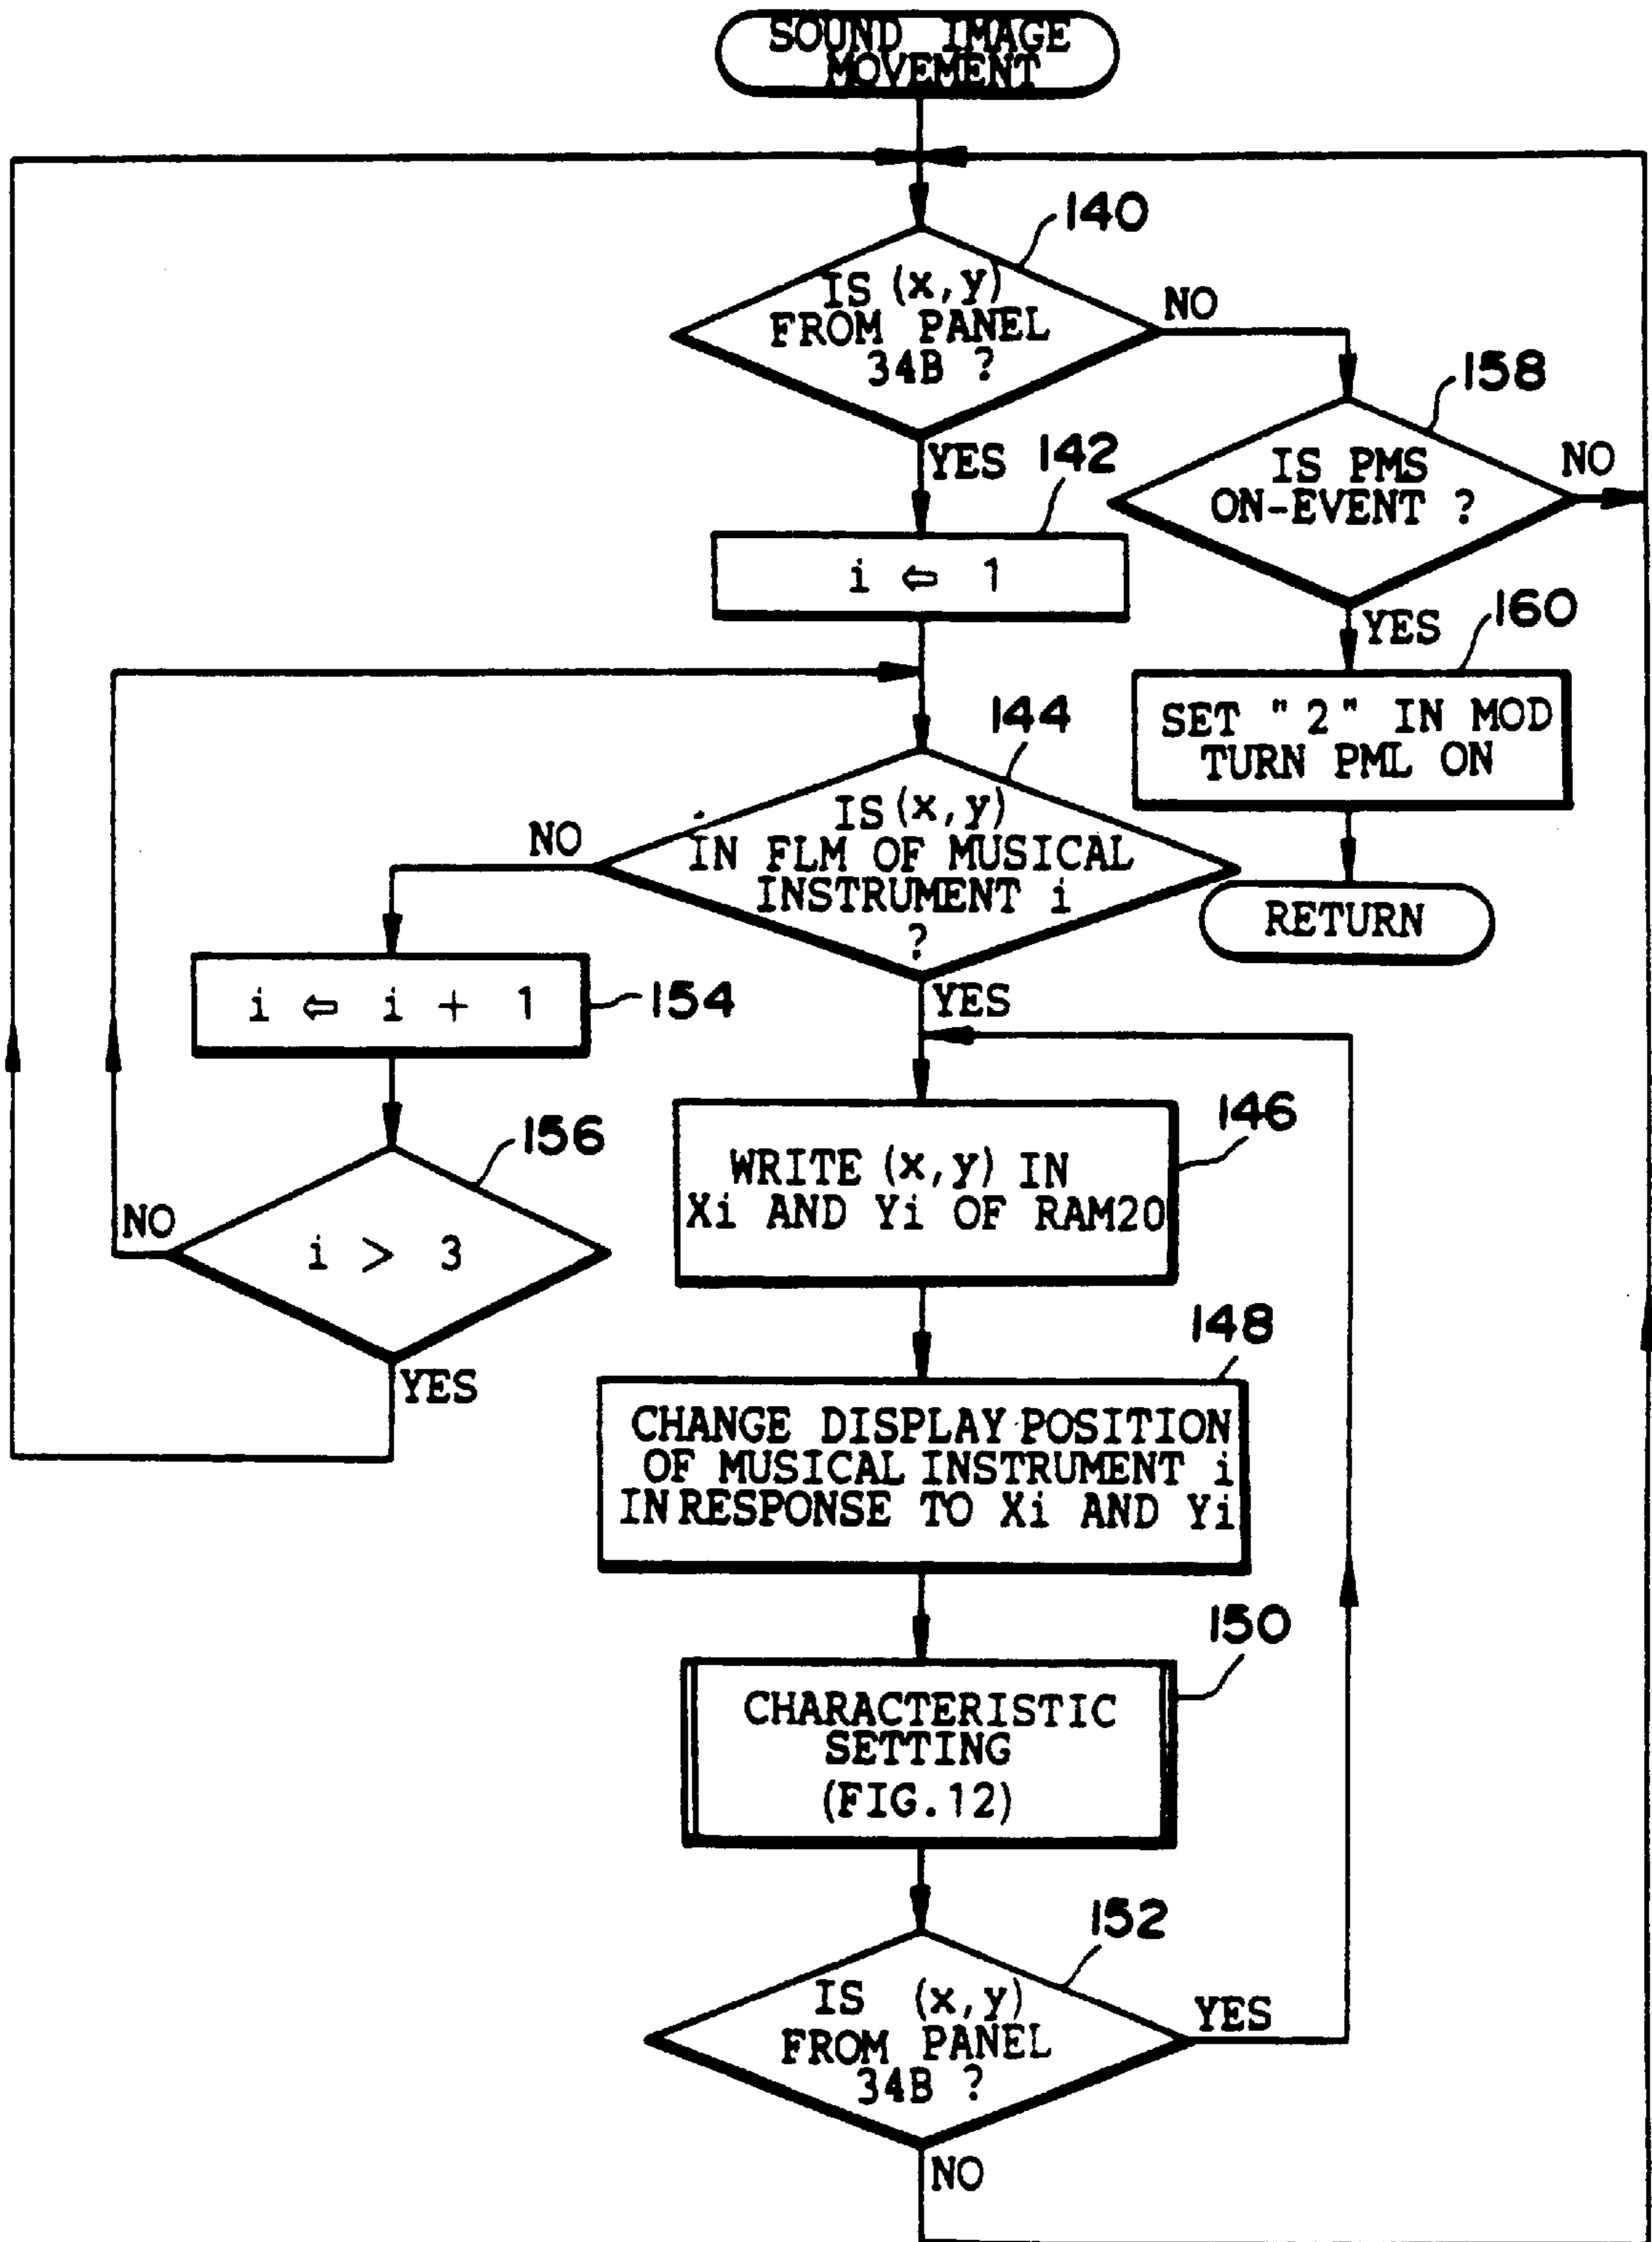 SOUND IMAGE
MOVEMENT
140
IS (x,y)
FROM PANEL
34B ?
NO
YES
158
IS PMS
ON-EVENT ?
NO
YES
142
i ⇐ 1
160
SET "2" IN MOD
TURN PML ON
RETURN
144
IS (x,y)
IN FLM OF MUSICAL
INSTRUMENT i
?
NO
YES
i ⇐ i + 1
154
156
i > 3
NO
YES
146
WRITE (x,y) IN
Xi AND Yi OF RAM20
148
CHANGE DISPLAY POSITION
OF MUSICAL INSTRUMENT i
IN RESPONSE TO Xi AND Yi
150
CHARACTERISTIC
SETTING
(FIG.12)
152
IS (x,y)
FROM PANEL
34B ?
YES
NO